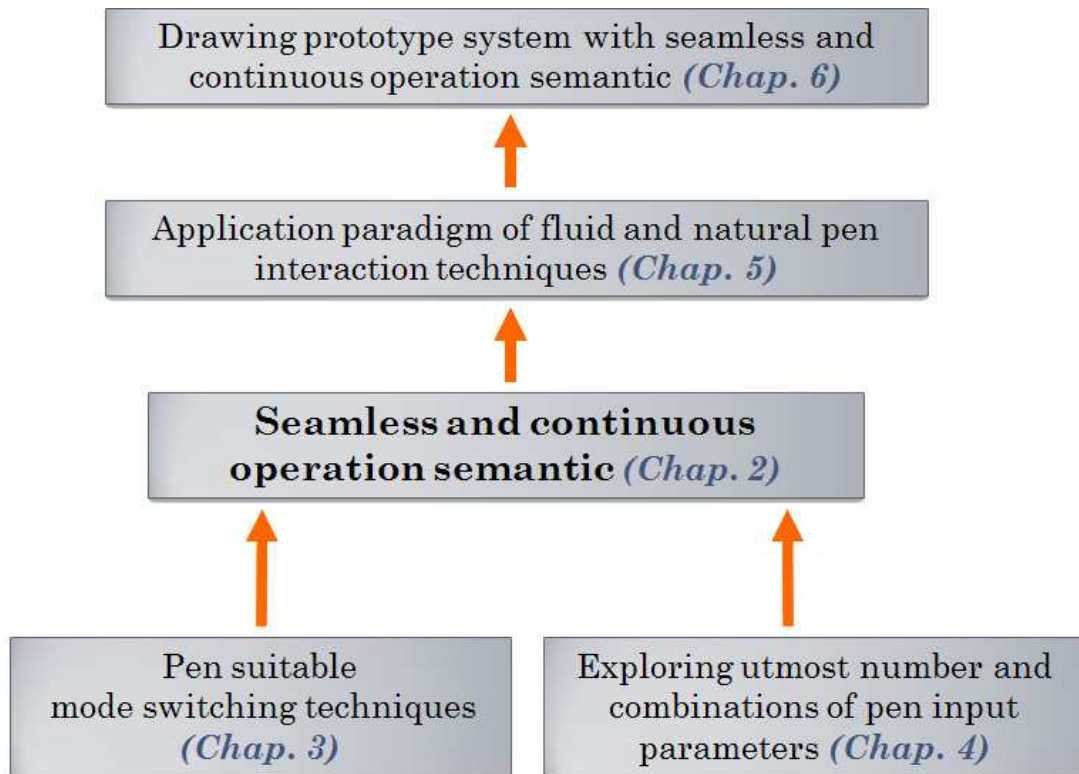 Drawing prototype system with seamless and
continuous operation semantic (Chap. 6)
Application paradigm of fluid and natural pen
interaction techniques (Chap. 5)
Seamless and continuous
operation semantic (Chap. 2)
Pen suitable
mode switching techniques
(Chap. 3)
Exploring utmost number and
combinations of pen input
parameters (Chap. 4)